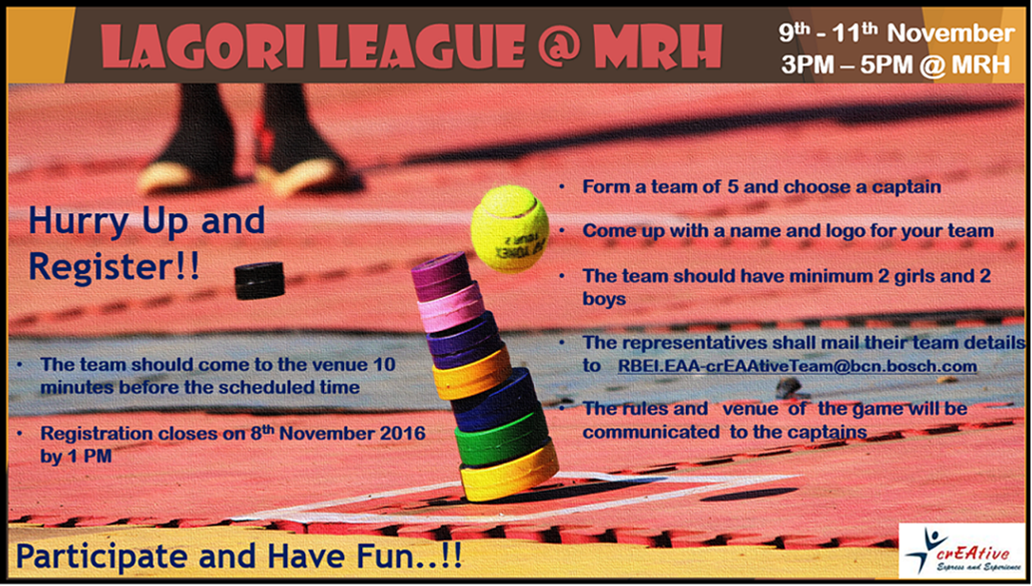 LAGORI LEAGUE @ MRH
9th - 11th November
3PM – 5PM @ MRH
Hurry Up and
Register!!
• The team should come to the venue 10
minutes before the scheduled time
• Registration closes on 8th November 2016
by 1 PM
• Form a team of 5 and choose a captain
• Come up with a name and logo for your team
• The team should have minimum 2 girls and 2
boys
• The representatives shall mail their team details
to RBEI.EAA-crEAAtiveTeam@bcn.bosch.com
• The rules and venue of the game will be
communicated to the captains
YONEX
TOUR
Participate and Have Fun..!!
crEAtive
Express and Experience